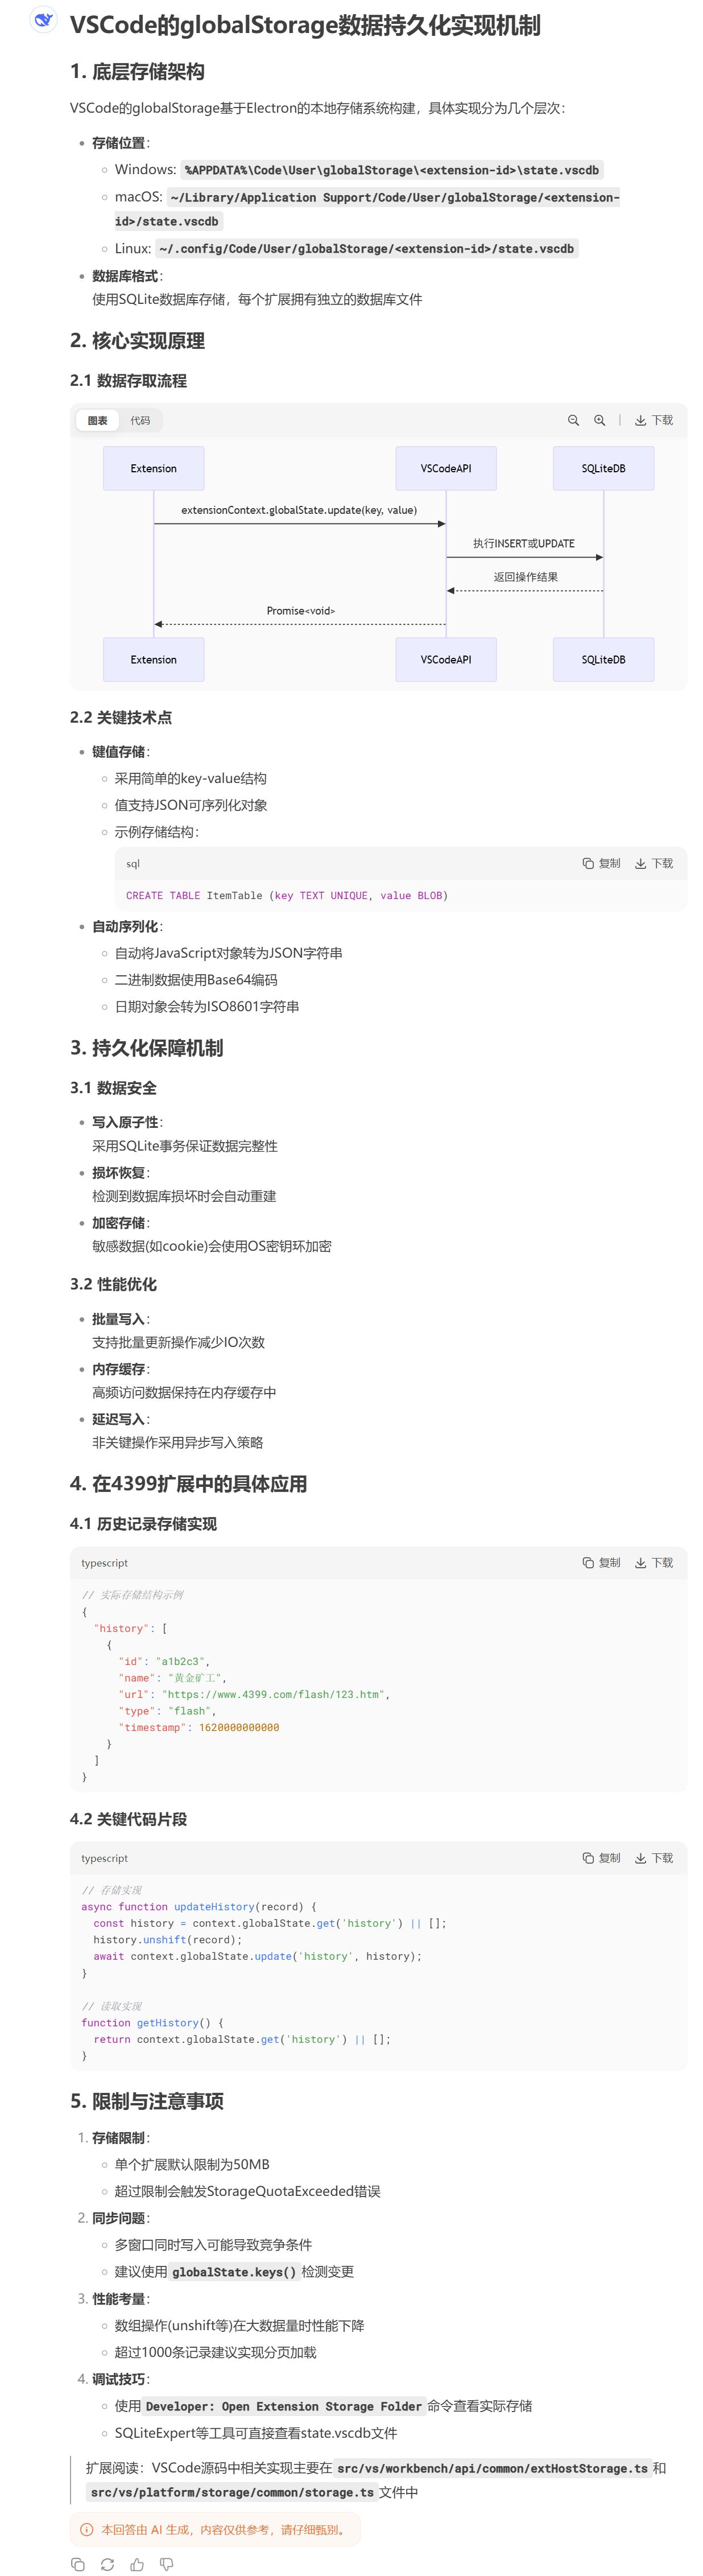 VSCode的globalStorage数据持久化实现机制
1. 底层存储架构
VSCode的globalStorage基于Electron的本地存储系统构建，具体实现分为几个层次：
存储位置：
Windows: %APPDATA%\Code\User\globalStorage\<extension-id>\state.vscdb
macOS: ~/Library/Application Support/Code/User/globalStorage/<extension-
id>/state.vscdb
Linux: ~/.config/Code/User/globalStorage/<extension-id>/state.vscdb
数据库格式：
使用SQLite数据库存储，每个扩展拥有独立的数据库文件
2. 核心实现原理
2.1 数据存取流程
图表 代码 下载
Extension VSCodeAPI SQLiteDB
extensionContext.globalState.update(key, value)
执行INSERT或UPDATE
返回操作结果
Promise<void>
Extension VSCodeAPI SQLiteDB
2.2 关键技术点
键值存储：
采用简单的key-value结构
值支持JSON可序列化对象
示例存储结构：
sql 复制 下载
CREATE TABLE ItemTable (key TEXT UNIQUE, value BLOB)
自动序列化：
自动将JavaScript对象转为JSON字符串
二进制数据使用Base64编码
日期对象会转为ISO8601字符串
3. 持久化保障机制
3.1 数据安全
写入原子性：
采用SQLite事务保证数据完整性
损坏恢复：
检测到数据库损坏时会自动重建
加密存储：
敏感数据(如cookie)会使用OS密钥环加密
3.2 性能优化
批量写入：
支持批量更新操作减少IO次数
内存缓存：
高频访问数据保持在内存缓存中
延迟写入：
非关键操作采用异步写入策略
4. 在4399扩展中的具体应用
4.1 历史记录存储实现
typescript 复制 下载
// 实际存储结构示例
{
"history": [
{
"id": "a1b2c3",
"name": "黄金矿工",
"url": "https://www.4399.com/flash/123.htm",
"type": "flash",
"timestamp": 1620000000000
}
]
}
4.2 关键代码片段
typescript 复制 下载
// 存储实现
async function updateHistory(record) {
const history = context.globalState.get('history') || [];
history.unshift(record);
await context.globalState.update('history', history);
}
// 读取实现
function getHistory() {
return context.globalState.get('history') || [];
}
5. 限制与注意事项
1. 存储限制：
单个扩展默认限制为50MB
超过限制会触发StorageQuotaExceeded错误
2. 同步问题：
多窗口同时写入可能导致竞争条件
建议使用globalState.keys()检测变更
3. 性能考量：
数组操作(unshift等)在大数据量时性能下降
超过1000条记录建议实现分页加载
4. 调试技巧：
使用Developer: Open Extension Storage Folder命令查看实际存储
SQLiteExpert等工具可直接查看state.vscdb文件
扩展阅读：VSCode源码中相关实现主要在src/vs/workbench/api/common/extHostStorage.ts和
src/vs/platform/storage/common/storage.ts文件中
本回答由 AI 生成，内容仅供参考，请仔细甄别。